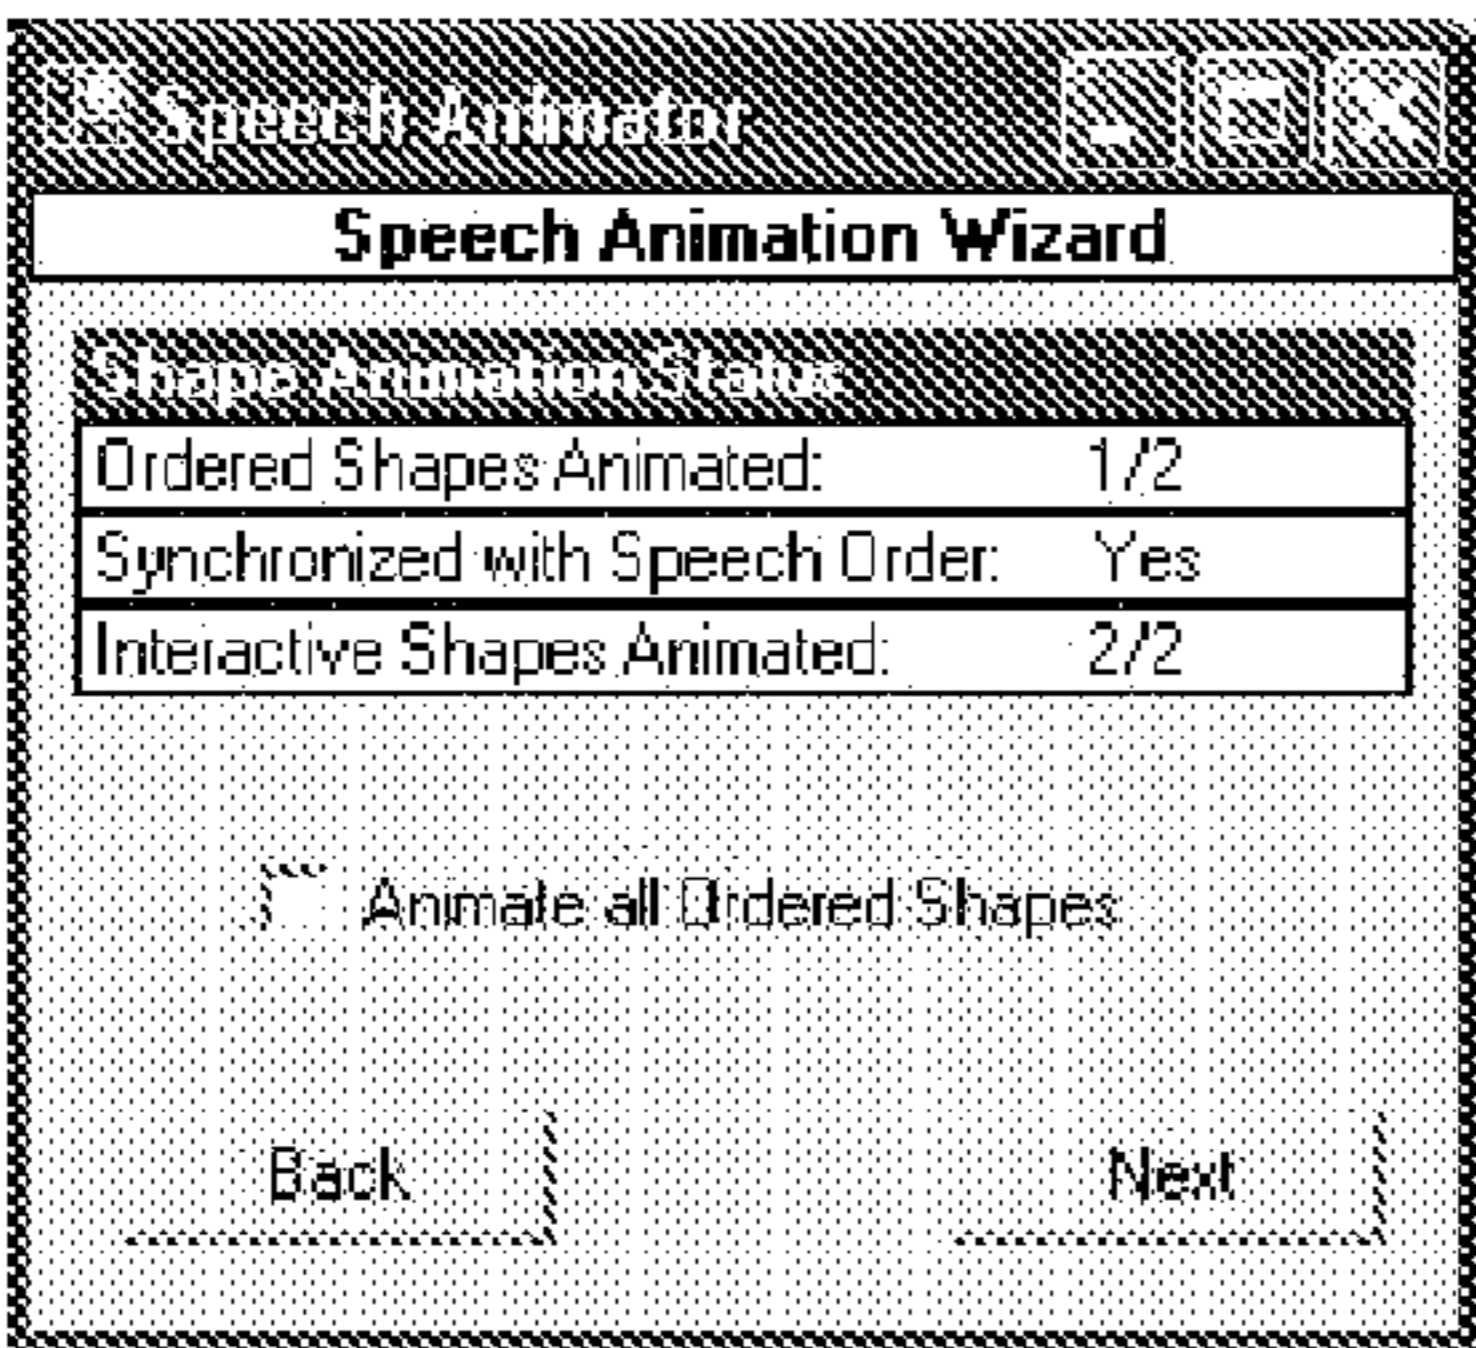 Speech Animator
Speech Animation Wizard
Shape Animation Status
Ordered Shapes Animated: 1/2
Synchronized with Speech Order: Yes
Interactive Shapes Animated: 2/2
Animate all Ordered Shapes
Back Next